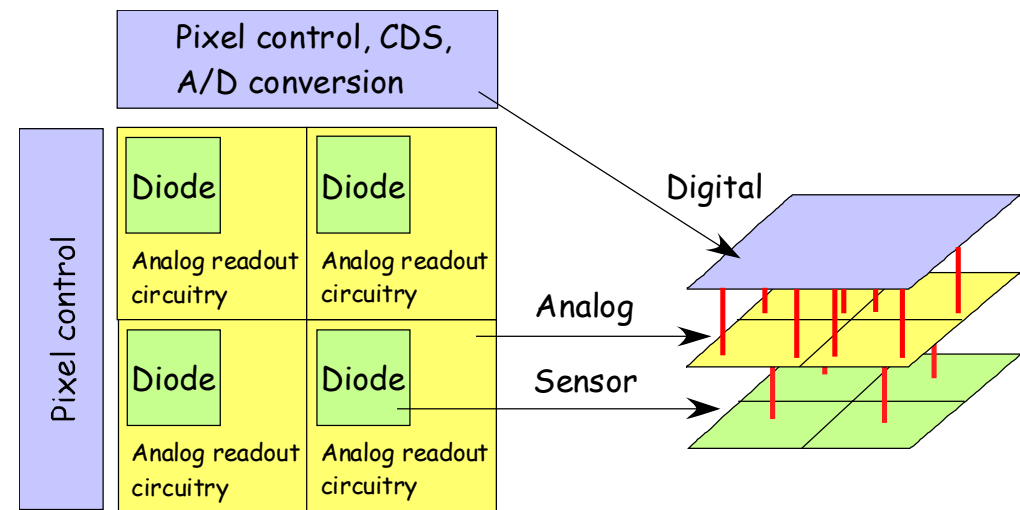 Pixel control, CDS,
A/D conversion
Pixel control
Diode
Diode
Analog readout
circuitry
Analog readout
circuitry
Diode
Diode
Analog readout
circuitry
Analog readout
circuitry
Digital
Analog
Sensor